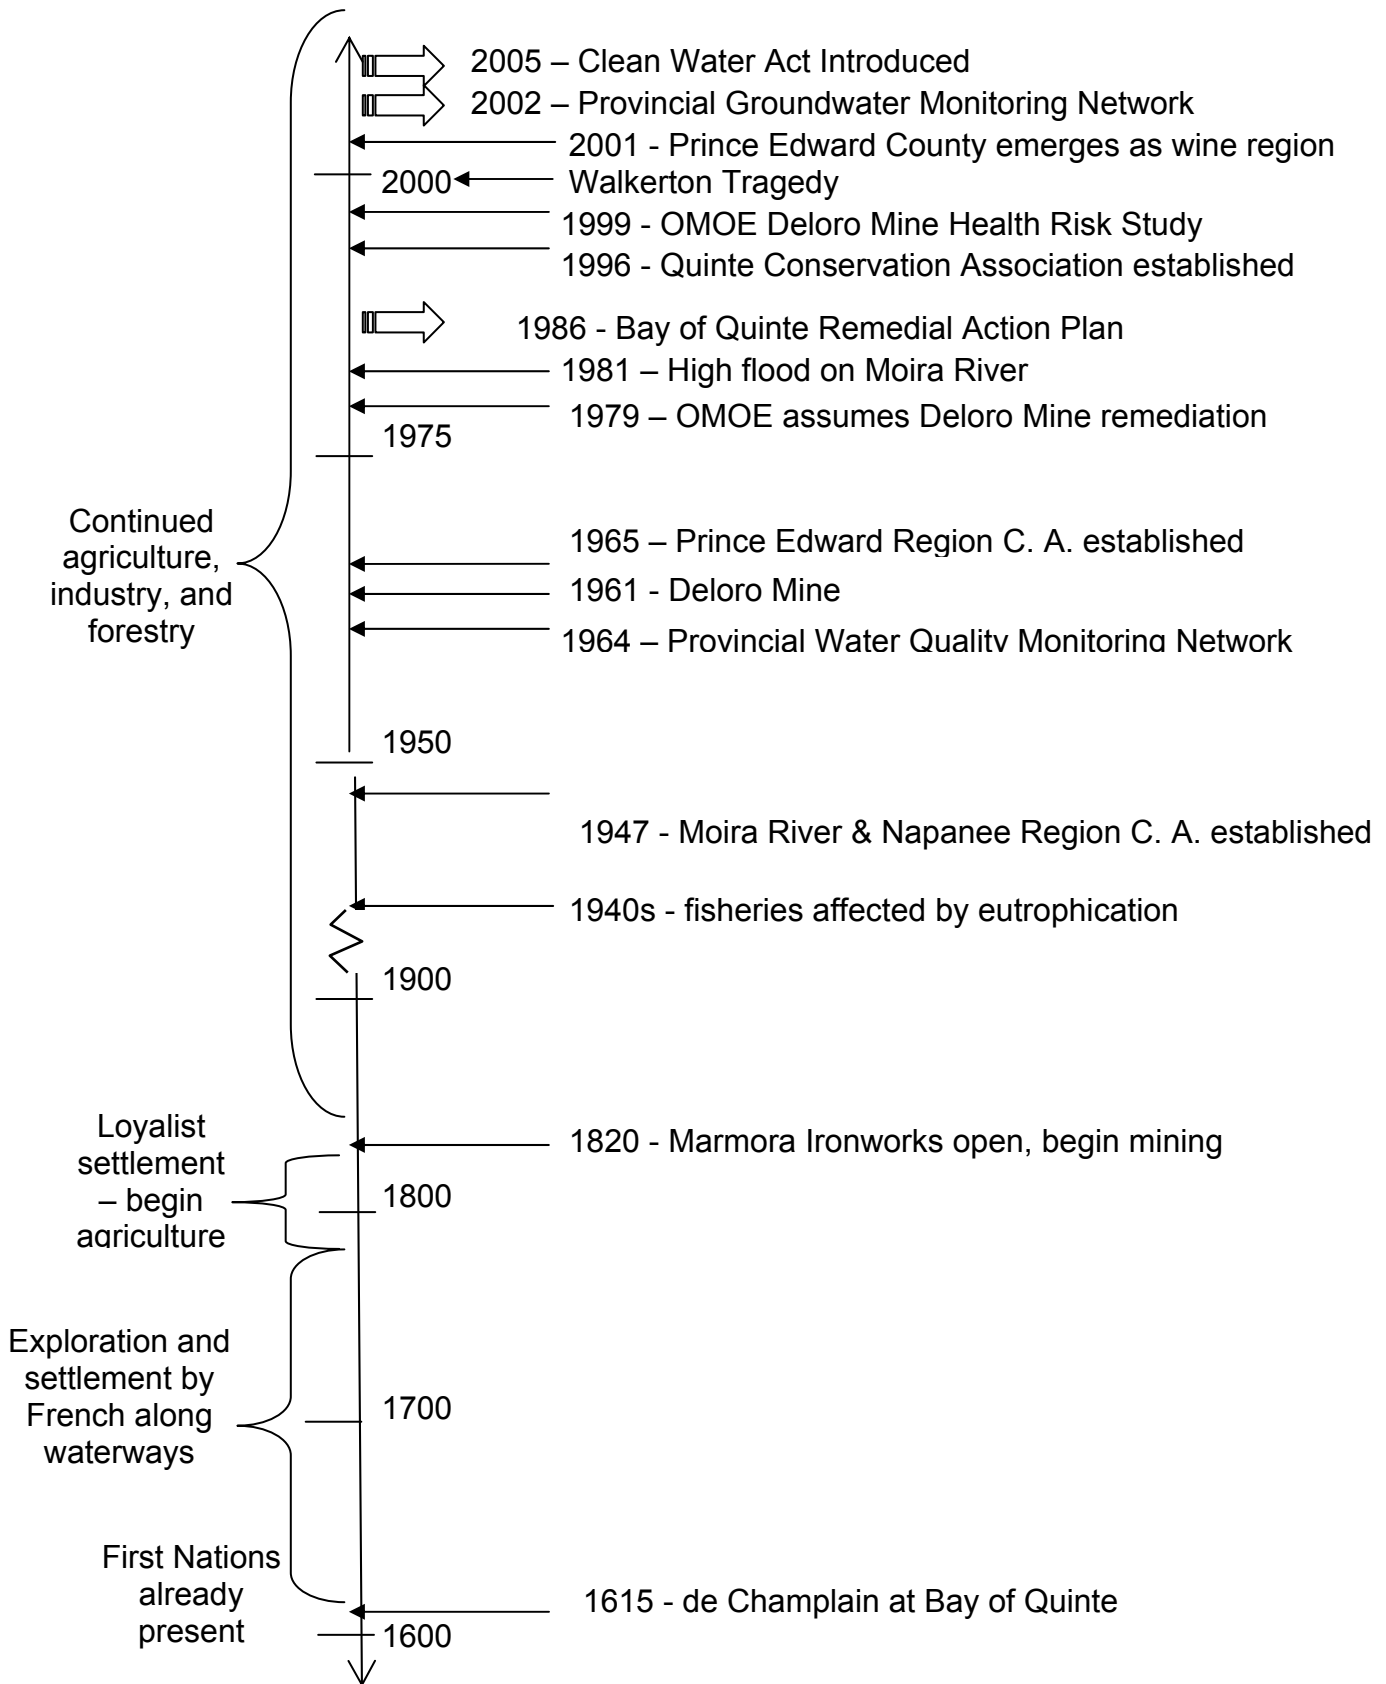 2005 – Clean Water Act Introduced
2002 – Provincial Groundwater Monitoring Network
2001 - Prince Edward County emerges as wine region
2000
Walkerton Tragedy
1999 - OMOE Deloro Mine Health Risk Study
1996 - Quinte Conservation Association established
1986 - Bay of Quinte Remedial Action Plan
1981 – High flood on Moira River
1979 – OMOE assumes Deloro Mine remediation
1975
Continued
agriculture,
industry, and
forestry
1965 – Prince Edward Region C. A. established
1961 - Deloro Mine
1964 – Provincial Water Quality Monitoring Network
1950
1947 - Moira River & Napanee Region C. A. established
1940s - fisheries affected by eutrophication
1900
Loyalist
settlement
– begin
agriculture
1820 - Marmora Ironworks open, begin mining
1800
Exploration and
settlement by
French along
waterways
1700
First Nations
already
present
1615 - de Champlain at Bay of Quinte
1600